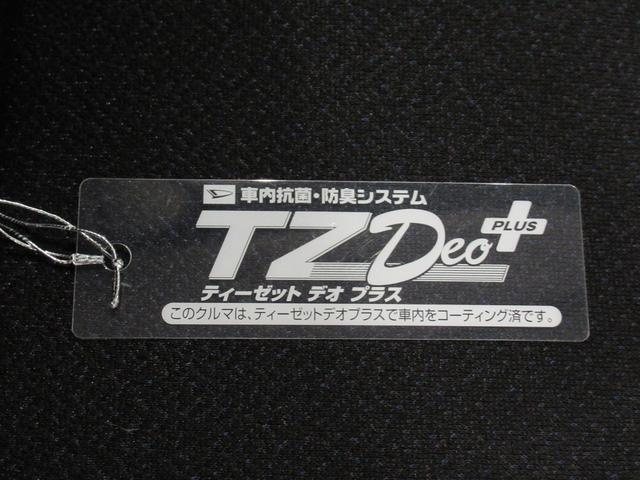 車内抗菌・防臭システム
TZDeo PLUS
ティーゼット デオ プラス
このクルマは、ティーゼットデオプラスで車内をコーティング済です。